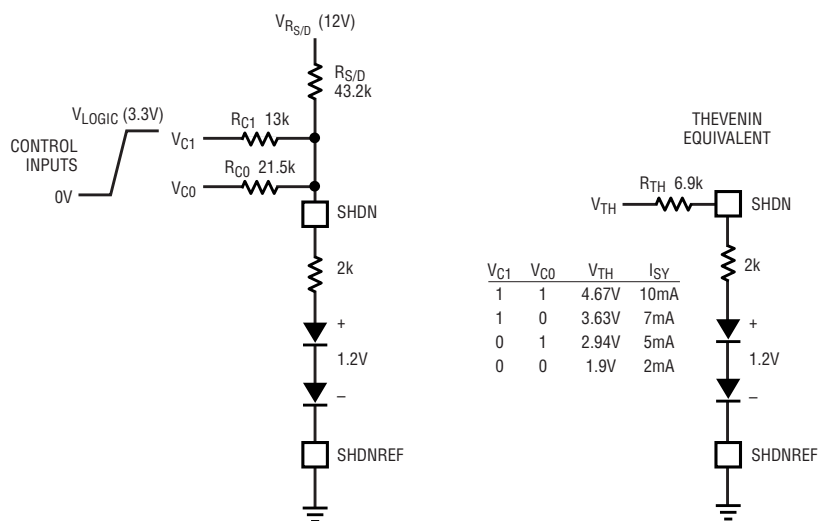 VRS/D (12V)
RS/D
43.2k
VLOGIC (3.3V)
CONTROL
INPUTS
0V
VC1
RC1 13k
VC0
RC0 21.5k
SHDN
2k
+
1.2V
–
SHDNREF
THEVENIN
EQUIVALENT
VTH
RTH 6.9k
SHDN
2k
+
1.2V
–
SHDNREF
VC1 VC0 VTH ISY
1 1 4.67V 10mA
1 0 3.63V 7mA
0 1 2.94V 5mA
0 0 1.9V 2mA